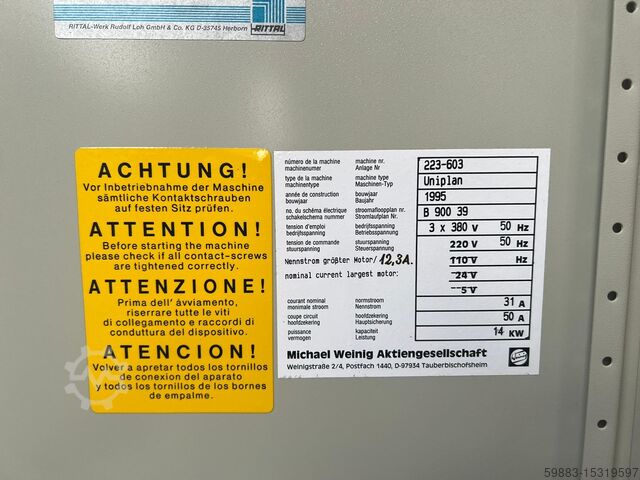 RITTAL-Werk Rudolf Loh GmbH & Co. KG D-35745 Herborn
RITTAL
ACHTUNG!
Vor Inbetriebnahme der Maschine
sämtliche Kontaktschrauben
auf festen Sitz prüfen.
ATTENTION!
Before starting the machine
please check if all contact-screws
are tightened correctly.
ATTENZIONE!
Prima dell' ávviamento,
riserrare tutte le viti
di collegamento e raccordi di
conduttura del dispositivo.
ATENCION!
Volver a apretar todos los tornillos
de conexion del aparato
y todos los tornillos de los bornes
de empalme.
número de la machine machine nr. 223-603
machinenumer Anlage Nr
type de la machine machine type Uniplan
machinentype Maschinen-Typ
année de construction bouwjaar 1995
bouwjaar Baujahr
no. du schéma électrique stroomafloopplan nr. B 900 39
schakelschema nummer Stromlaufplan Nr.
tension d'emploi bedrijfsspanning 3 x 380 V 50 Hz
bedrijfsspanning Betriebsspannung
tension de commande stuurspanning 220 V 50 Hz
stuurspanning Steuerspannung
Nennstrom größter Motor/ 12,3A. 110 V Hz
nominal current largest motor: 24 V
5 V
courant nominal normstroom 31 A
nominale stroom Nennstrom
coupe circuit hoofdzekering 50 A
hoofdzekering Hauptsicherung
puissance kapaciteit 14 KW
vermogen Leistung
Michael Weinig Aktiengesellschaft
Weinigstraße 2/4, Postfach 1440, D-97934 Tauberbischofsheim
59883-15319597